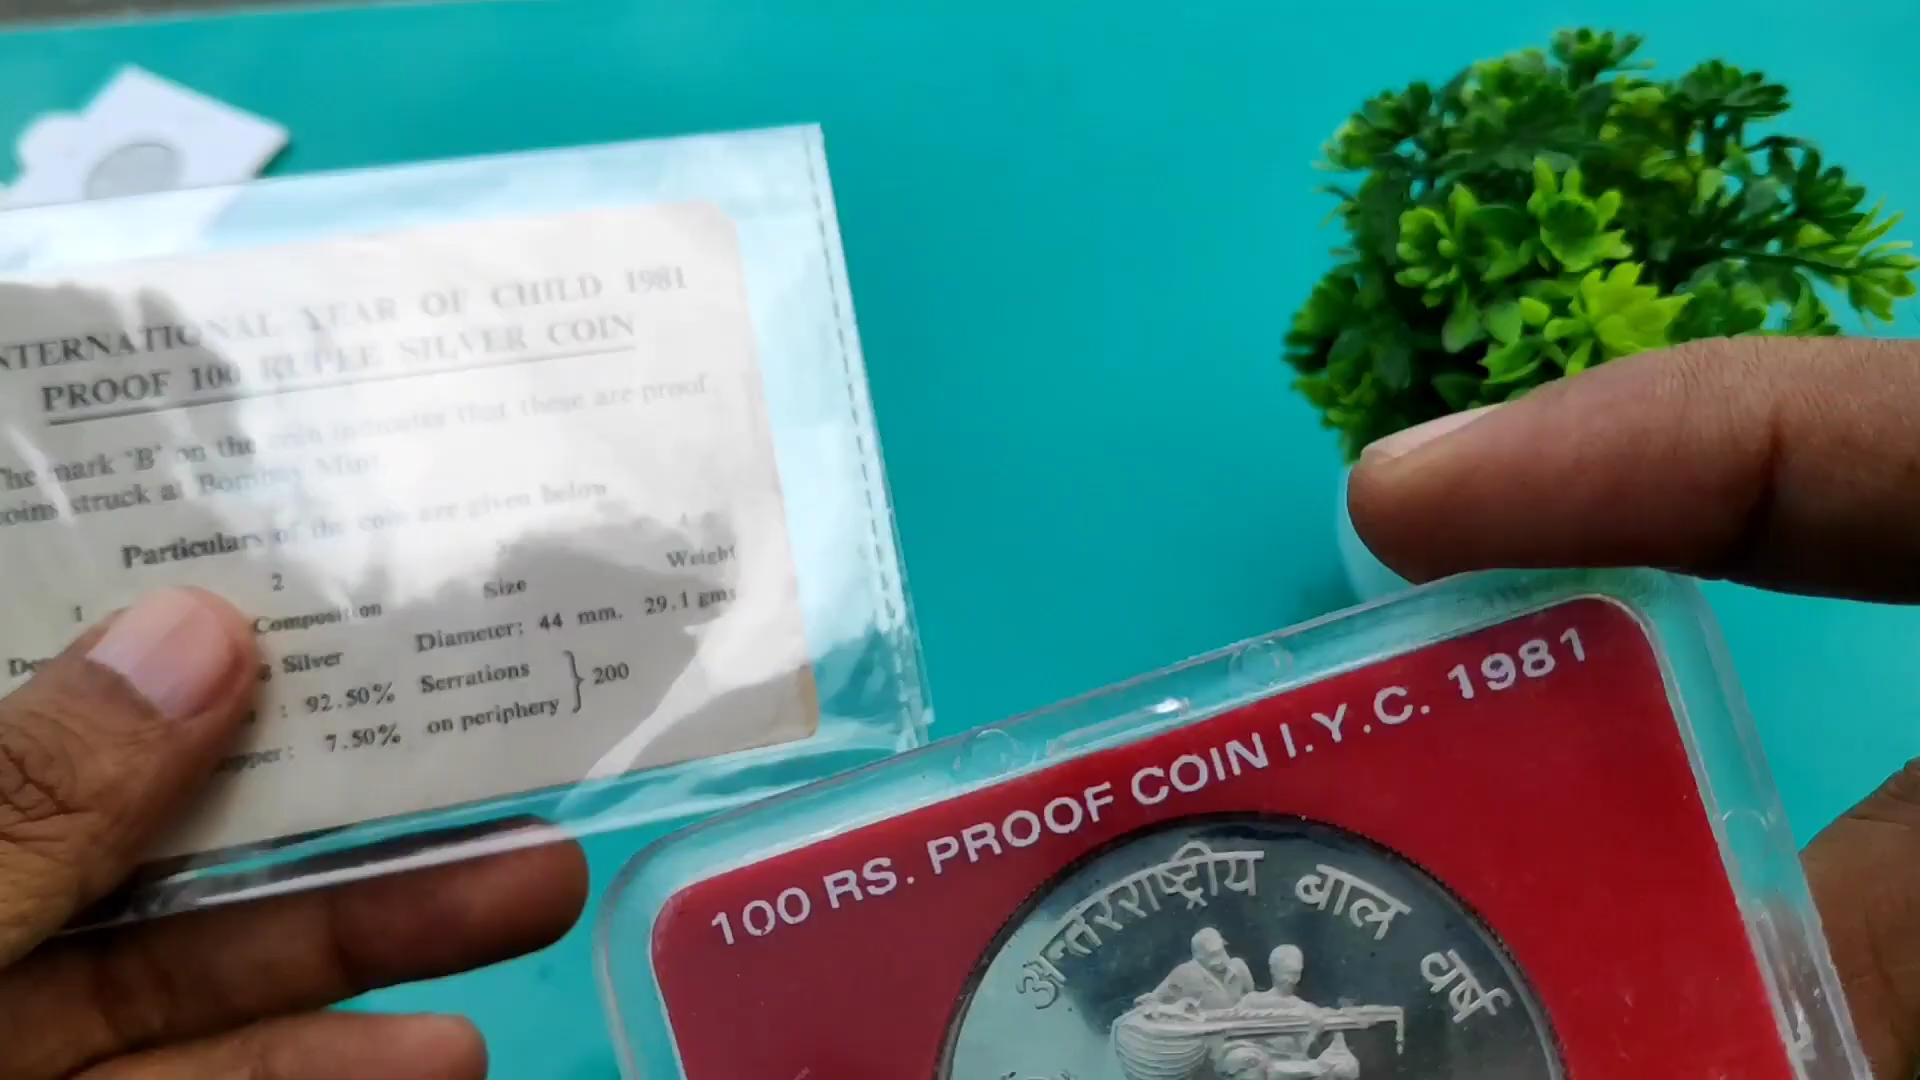 NTERNATIONAL YEAR OF CHILD 1981
PROOF 100 RUPEE SILVER COIN
The mark 'B' on the coin indicates that these are proof
coins struck at Bombay Mint
Particulars of the coin are given below
1 2
Composition Size Weight
Silver Diameter: 44 mm. 29.1 gms
: 92.50% Serrations } 200
opper: 7.50% on periphery
100 RS. PROOF COIN I.Y.C. 1981
अन्तरराष्ट्रीय बाल वर्ष